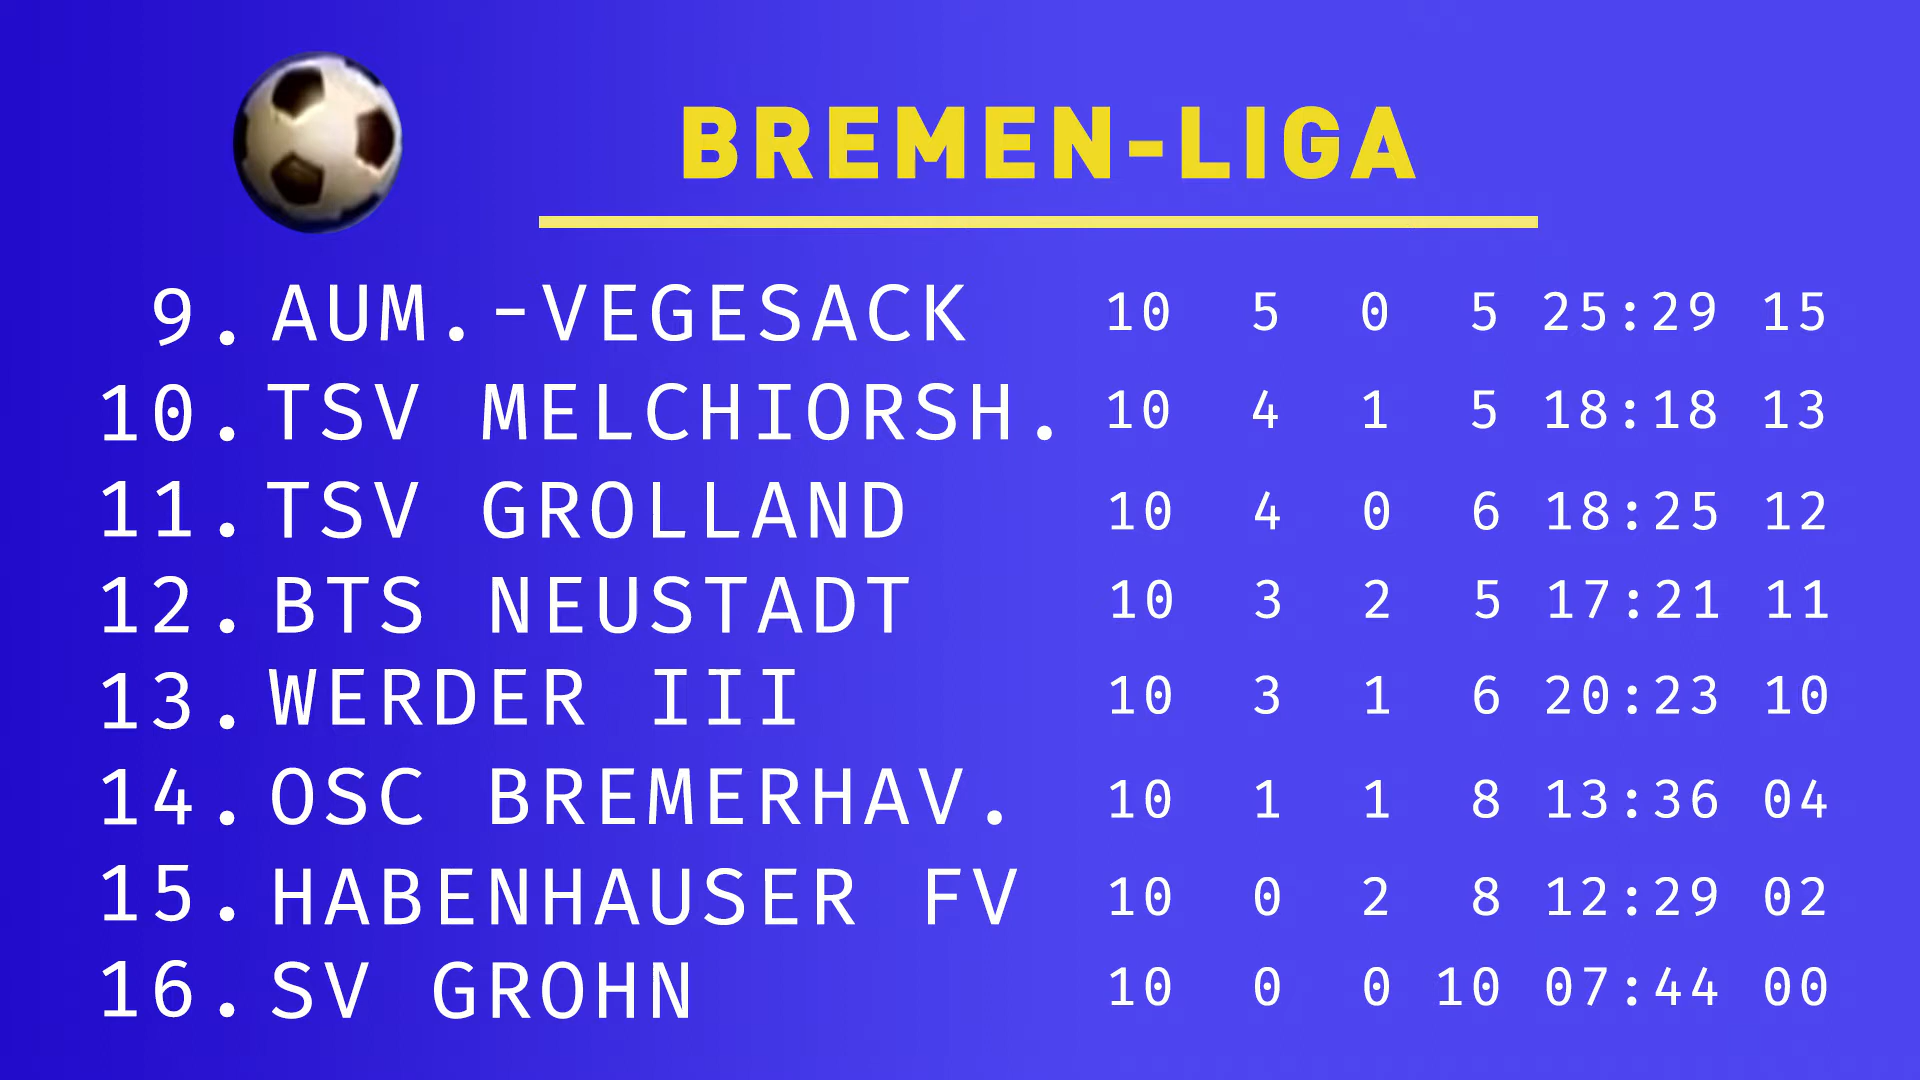 BREMEN-LIGA
9. AUM.-VEGESACK 10 5 0 5 25:29 15
10. TSV MELCHIORSH. 10 4 1 5 18:18 13
11. TSV GROLLAND 10 4 0 6 18:25 12
12. BTS NEUSTADT 10 3 2 5 17:21 11
13. WERDER III 10 3 1 6 20:23 10
14. OSC BREMERHAV. 10 1 1 8 13:36 04
15. HABENHAUSER FV 10 0 2 8 12:29 02
16. SV GROHN 10 0 0 10 07:44 00